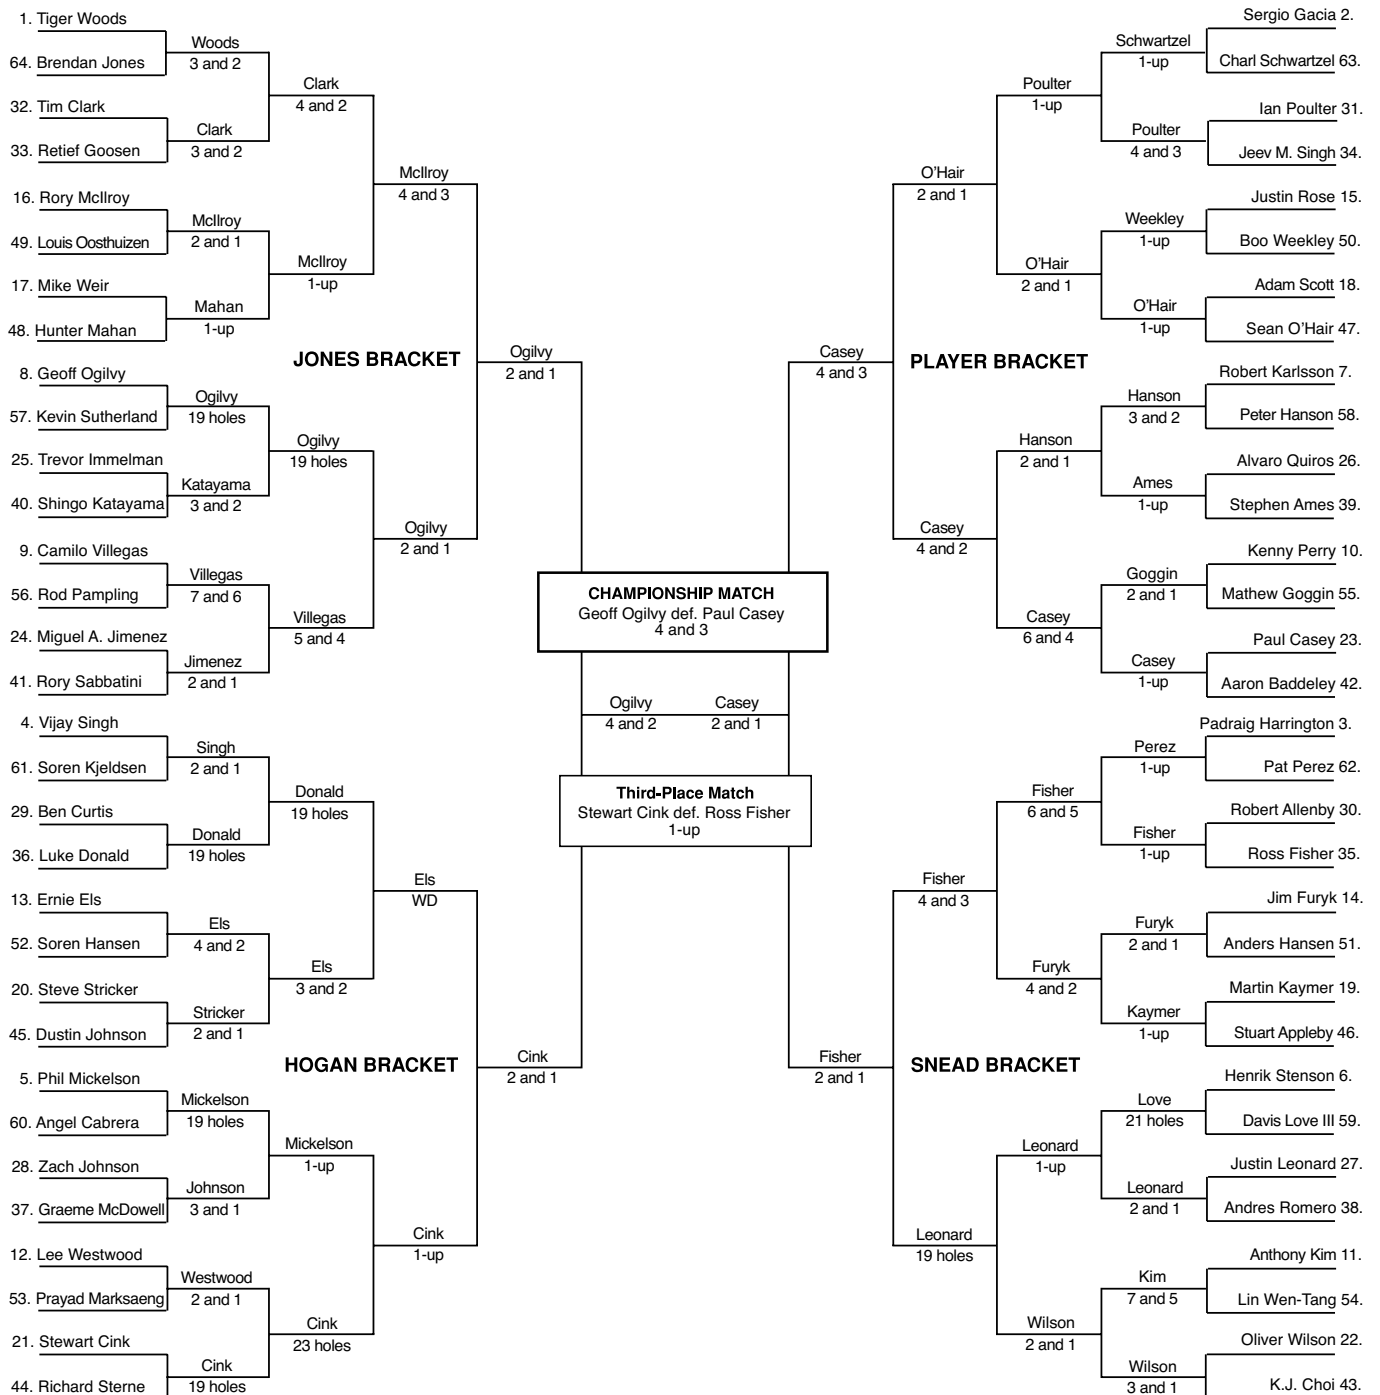 1. Tiger Woods
64. Brendan Jones
32. Tim Clark
33. Retief Goosen
16. Rory McIlroy
49. Louis Oosthuizen
17. Mike Weir
48. Hunter Mahan
8. Geoff Ogilvy
57. Kevin Sutherland
25. Trevor Immelman
40. Shingo Katayama
9. Camilo Villegas
56. Rod Pampling
24. Miguel A. Jimenez
41. Rory Sabbatini
Woods
3 and 2
Clark
3 and 2
McIlroy
2 and 1
Mahan
1-up
Ogilvy
19 holes
Katayama
3 and 2
Villegas
7 and 6
Jimenez
2 and 1
Clark
4 and 2
McIlroy
1-up
Ogilvy
19 holes
Villegas
5 and 4
McIlroy
4 and 3
Ogilvy
2 and 1
JONES BRACKET
Ogilvy
2 and 1
4. Vijay Singh
61. Soren Kjeldsen
29. Ben Curtis
36. Luke Donald
13. Ernie Els
52. Soren Hansen
20. Steve Stricker
45. Dustin Johnson
5. Phil Mickelson
60. Angel Cabrera
28. Zach Johnson
37. Graeme McDowell
12. Lee Westwood
53. Prayad Marksaeng
21. Stewart Cink
44. Richard Sterne
Singh
2 and 1
Donald
19 holes
Els
4 and 2
Stricker
2 and 1
Mickelson
19 holes
Johnson
3 and 1
Westwood
2 and 1
Cink
19 holes
Donald
19 holes
Els
3 and 2
Mickelson
1-up
Cink
23 holes
Els
WD
Cink
1-up
HOGAN BRACKET
Cink
2 and 1
CHAMPIONSHIP MATCH
Geoff Ogilvy def. Paul Casey
4 and 3
Ogilvy
4 and 2
Casey
2 and 1
Third-Place Match
Stewart Cink def. Ross Fisher
1-up
Casey
4 and 3
PLAYER BRACKET
O'Hair
2 and 1
Casey
4 and 2
Poulter
1-up
O'Hair
2 and 1
Hanson
2 and 1
Casey
6 and 4
Schwartzel
1-up
Poulter
4 and 3
Weekley
1-up
O'Hair
1-up
Hanson
3 and 2
Ames
1-up
Goggin
2 and 1
Casey
1-up
Sergio Gacia 2.
Charl Schwartzel 63.
Ian Poulter 31.
Jeev M. Singh 34.
Justin Rose 15.
Boo Weekley 50.
Adam Scott 18.
Sean O'Hair 47.
Robert Karlsson 7.
Peter Hanson 58.
Alvaro Quiros 26.
Stephen Ames 39.
Kenny Perry 10.
Mathew Goggin 55.
Paul Casey 23.
Aaron Baddeley 42.
Fisher
2 and 1
SNEAD BRACKET
Fisher
4 and 3
Leonard
19 holes
Fisher
6 and 5
Furyk
4 and 2
Leonard
1-up
Wilson
2 and 1
Perez
1-up
Fisher
1-up
Furyk
2 and 1
Kaymer
1-up
Love
21 holes
Leonard
2 and 1
Kim
7 and 5
Wilson
3 and 1
Padraig Harrington 3.
Pat Perez 62.
Robert Allenby 30.
Ross Fisher 35.
Jim Furyk 14.
Anders Hansen 51.
Martin Kaymer 19.
Stuart Appleby 46.
Henrik Stenson 6.
Davis Love III 59.
Justin Leonard 27.
Andres Romero 38.
Anthony Kim 11.
Lin Wen-Tang 54.
Oliver Wilson 22.
K.J. Choi 43.